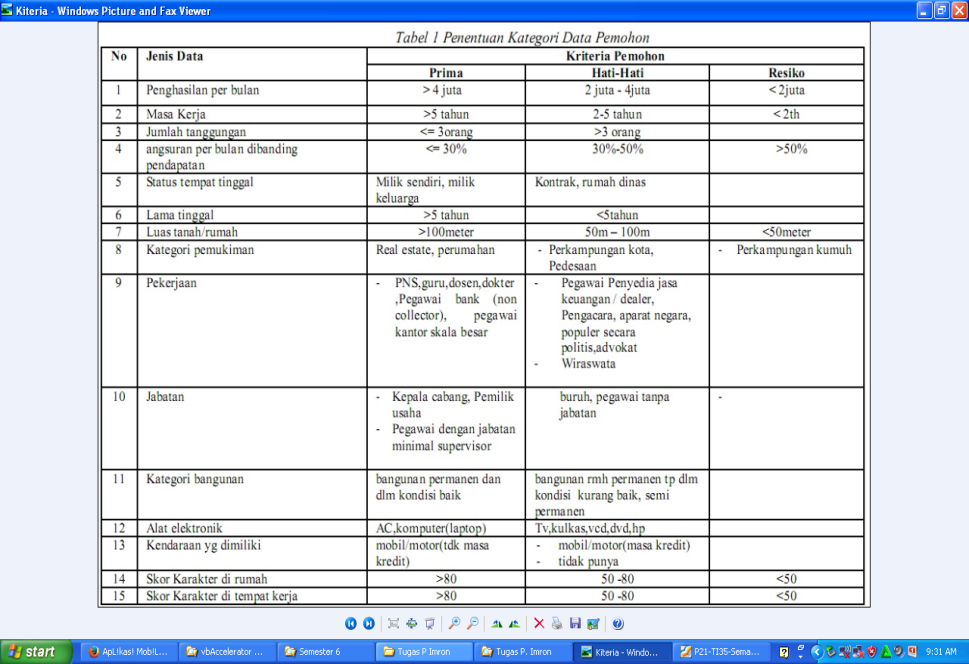 Kiteria - Windows Picture and Fax Viewer
Tabel 1 Penentuan Kategori Data Pemohon
No Jenis Data Kriteria Pemohon
Prima Hati-Hati Resiko
1 Penghasilan per bulan >4 juta 2 juta - 4juta <2juta
2 Masa Kerja >5 tahun 2-5 tahun <2th
3 Jumlah tanggungan <= 3orang >3 orang
4 angsuran per bulan dibanding <= 30% 30%-50% >50%
pendapatan
5 Status tempat tinggal Milik sendiri, milik Kontrak, rumah dinas
keluarga
6 Lama tinggal >5 tahun <5tahun
7 Luas tanah/rumah >100meter 50m – 100m <50meter
8 Kategori pemukiman Real estate, perumahan - Perkampungan kota, - Perkampungan kumuh
Pedesaan
9 Pekerjaan - PNS,guru,dosen,dokter - Pegawai Penyedia jasa
,Pegawai bank (non keuangan / dealer,
collector), pegawai Pengacara, aparat negara,
kantor skala besar populer secara
politis,advokat
- Wiraswata
10 Jabatan - Kepala cabang, Pemilik buruh, pegawai tanpa -
usaha jabatan
- Pegawai dengan jabatan
minimal supervisor
11 Kategori bangunan bangunan permanen dan bangunan rmh permanen tp dlm
dlm kondisi baik kondisi kurang baik, semi
permanen
12 Alat elektronik AC,komputer(laptop) Tv,kulkas,vcd,dvd,hp
13 Kendaraan yg dimiliki mobil/motor(tdk masa - mobil/motor(masa kredit)
kredit) - tidak punya
14 Skor Karakter di rumah >80 50 -80 <50
15 Skor Karakter di tempat kerja >80 50 -80 <50
start ApL!kas! Mob!L... vbAccelerator ... Semester 6 Tugas P Imron Tugas P. Imron Kiteria - Windo... P21-TI35-Sema... 9:31 AM